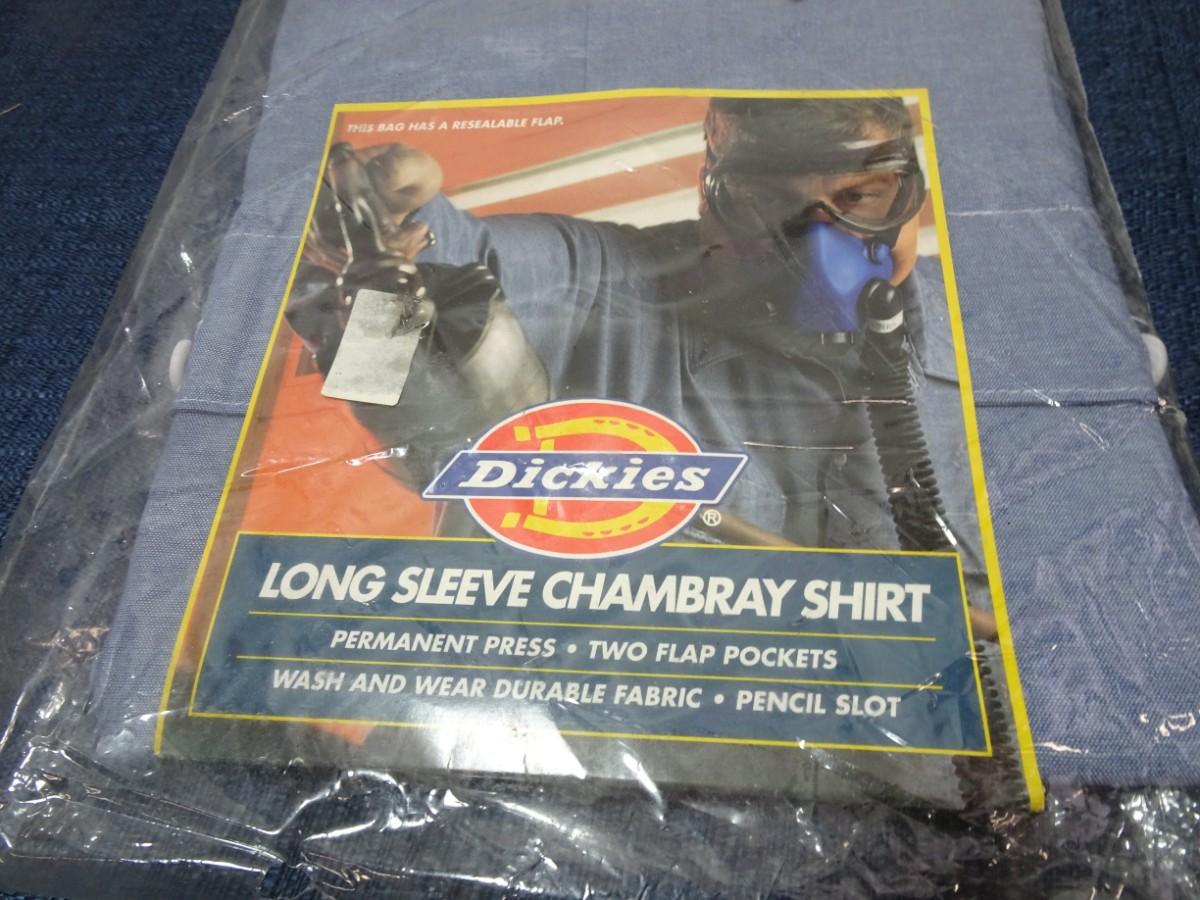 THIS BAG HAS A RESEALABLE FLAP.
Dickies
®
LONG SLEEVE CHAMBRAY SHIRT
PERMANENT PRESS • TWO FLAP POCKETS
WASH AND WEAR DURABLE FABRIC • PENCIL SLOT